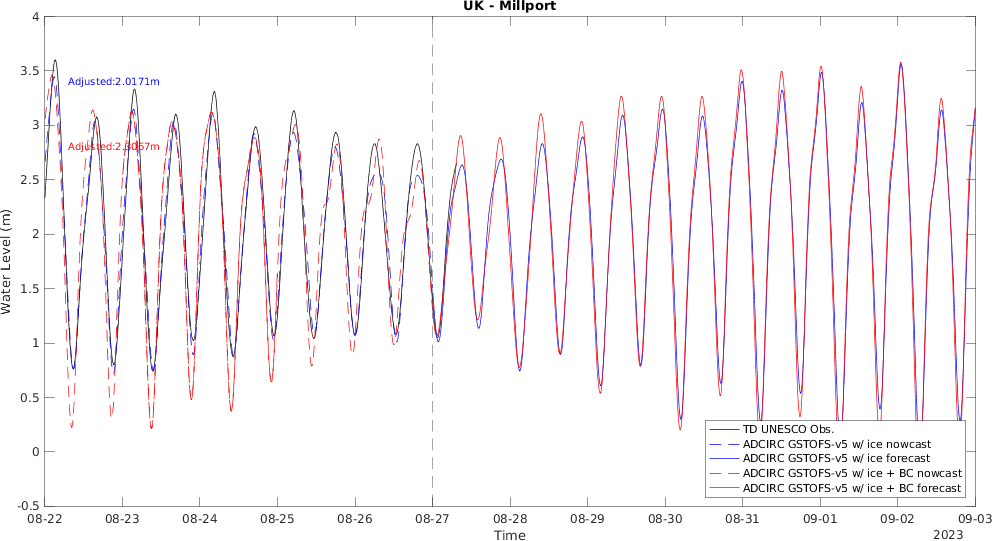 UK - Millport
4
3.5
3
2.5
2
1.5
1
0.5
0
-0.5
Water Level (m)
Adjusted:2.0171m
Adjusted:2.3067m
TD UNESCO Obs.
ADCIRC GSTOFS-v5 w/ ice nowcast
ADCIRC GSTOFS-v5 w/ ice forecast
ADCIRC GSTOFS-v5 w/ ice + BC nowcast
ADCIRC GSTOFS-v5 w/ ice + BC forecast
08-22 08-23 08-24 08-25 08-26 08-27 08-28 08-29 08-30 08-31 09-01 09-02 09-03
Time
2023